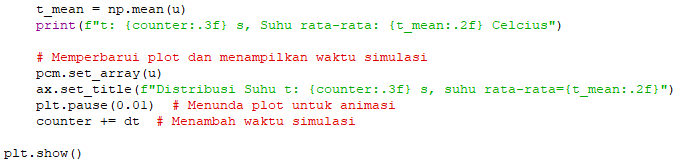 t_mean = np.mean(u)
print(f"t: {counter:.3f} s, Suhu rata-rata: {t_mean:.2f} Celcius")
# Memperbarui plot dan menampilkan waktu simulasi
pcm.set_array(u)
ax.set_title(f"Distribusi Suhu t: {counter:.3f} s, suhu rata-rata={t_mean:.2f}")
plt.pause(0.01)  # Menunda plot untuk animasi
counter += dt  # Menambah waktu simulasi
plt.show()